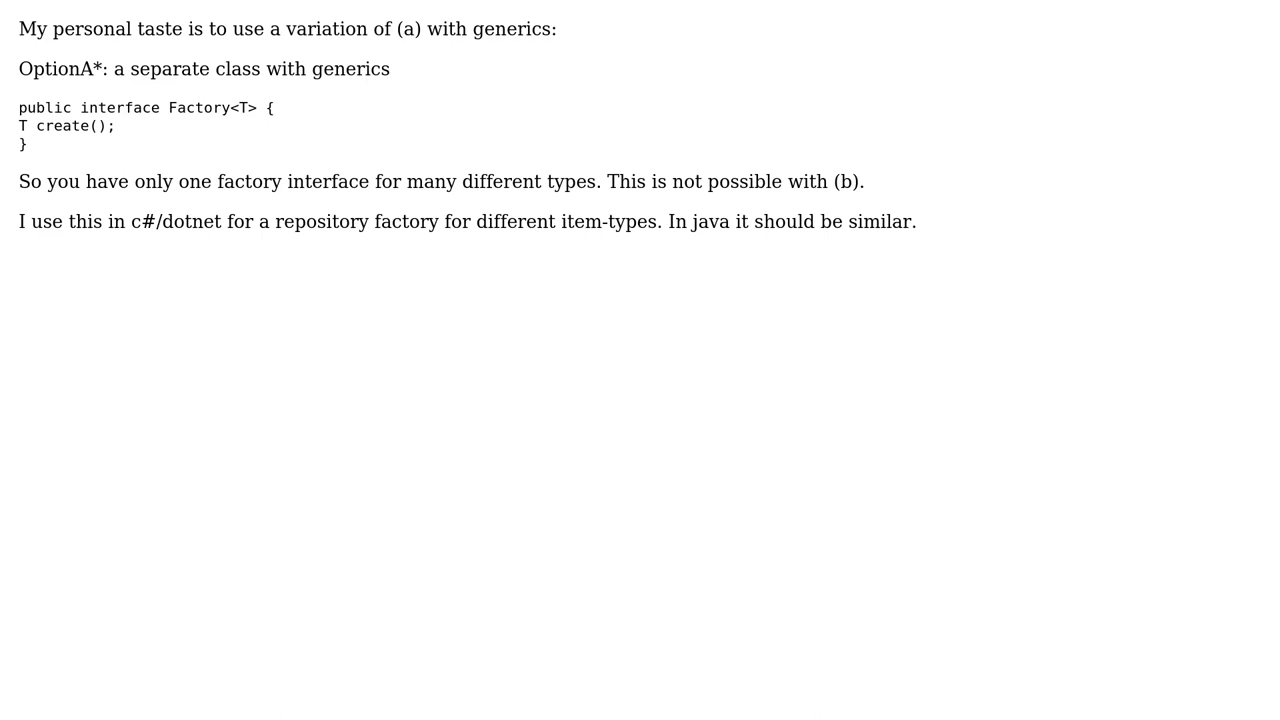 My personal taste is to use a variation of (a) with generics:
OptionA*: a separate class with generics
public interface Factory<T> {
T create();
}
So you have only one factory interface for many different types. This is not possible with (b).
I use this in c#/dotnet for a repository factory for different item-types. In java it should be similar.